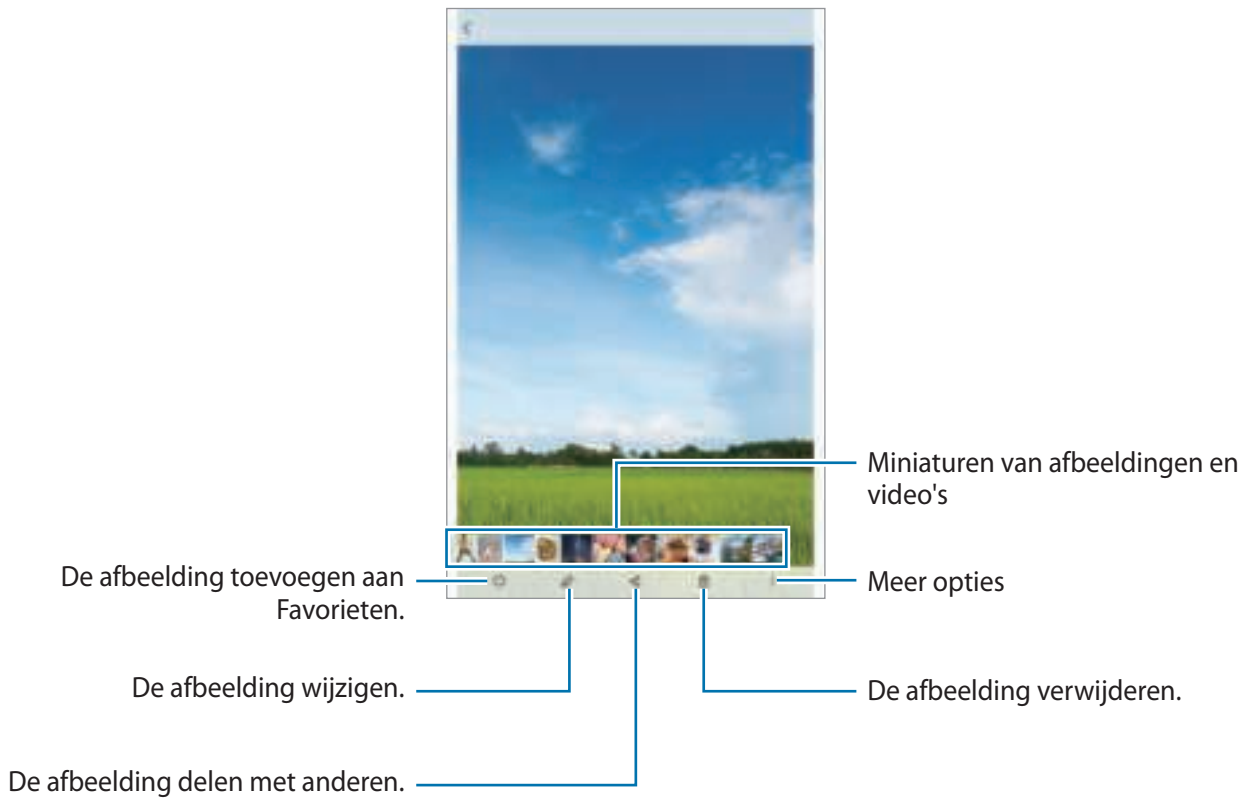 Miniaturen van afbeeldingen en
video's
De afbeelding toevoegen aan
Favorieten.
Meer opties
De afbeelding wijzigen.
De afbeelding verwijderen.
De afbeelding delen met anderen.